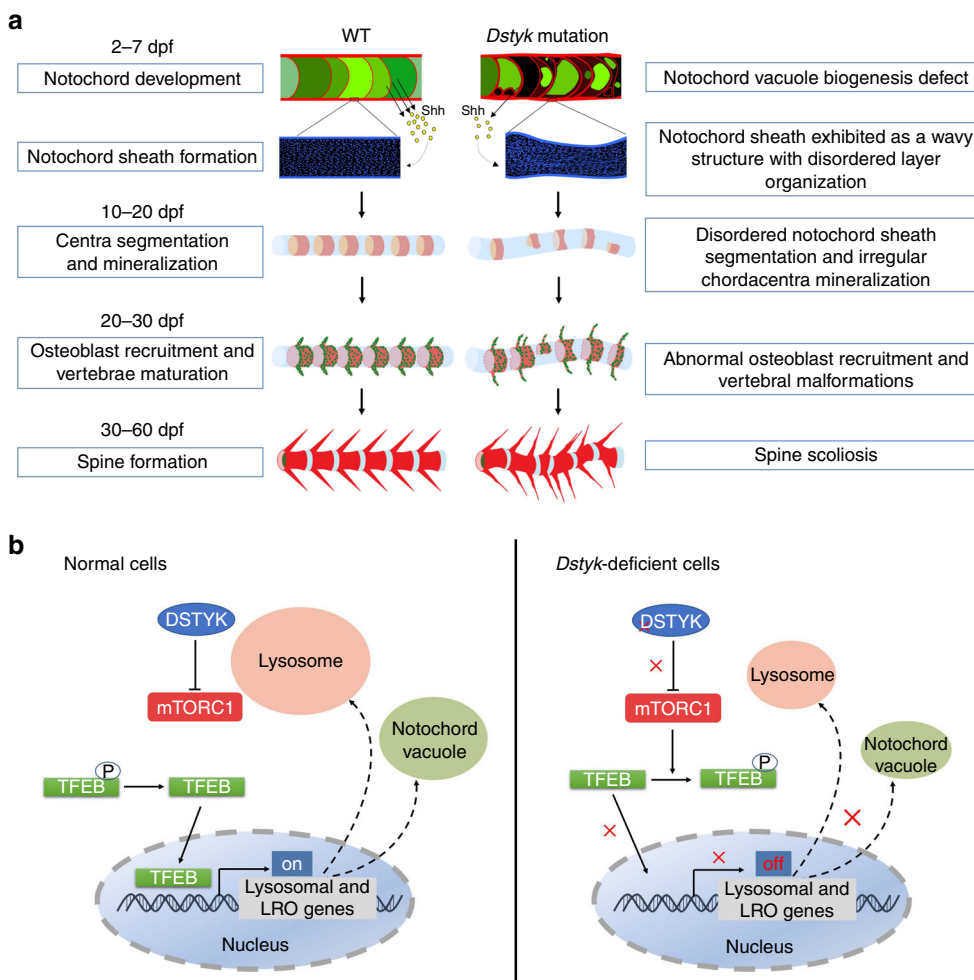 a
WT
Dstyk mutation
2–7 dpf
Notochord development
Shh
Shh
Notochord vacuole biogenesis defect
Notochord sheath formation
Notochord sheath exhibited as a wavy
structure with disordered layer
organization
10–20 dpf
Centra segmentation
and mineralization
Disordered notochord sheath
segmentation and irregular
chordacentra mineralization
20–30 dpf
Osteoblast recruitment and
vertebrae maturation
Abnormal osteoblast recruitment and
vertebral malformations
30–60 dpf
Spine formation
Spine scoliosis
b
Normal cells
DSTYK
Lysosome
mTORC1
Notochord
vacuole
P
TFEB
TFEB
TFEB
on
Lysosomal and
LRO genes
Nucleus
Dstyk-deficient cells
DSTYK
Lysosome
mTORC1
Notochord
vacuole
TFEB
P
TFEB
off
Lysosomal and
LRO genes
Nucleus